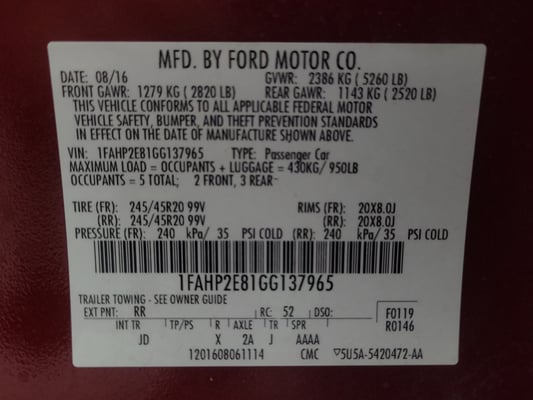 MFD. BY FORD MOTOR CO.
DATE: 08/16 GVWR: 2386 KG ( 5260 LB)
FRONT GAWR: 1279 KG ( 2820 LB) REAR GAWR: 1143 KG ( 2520 LB)
THIS VEHICLE CONFORMS TO ALL APPLICABLE FEDERAL MOTOR
VEHICLE SAFETY, BUMPER, AND THEFT PREVENTION STANDARDS
IN EFFECT ON THE DATE OF MANUFACTURE SHOWN ABOVE.
VIN: 1FAHP2E81GG137965 TYPE: Passenger Car
MAXIMUM LOAD = OCCUPANTS + LUGGAGE = 430KG/ 950LB
OCCUPANTS = 5 TOTAL; 2 FRONT, 3 REAR
TIRE (FR): 245/45R20 99V RIMS (FR): 20X8.0J
(RR): 245/45R20 99V (RR): 20X8.0J
PRESSURE (FR): 240 kPa/ 35 PSI COLD (RR): 240 kPa/ 35 PSI COLD
1FAHP2E81GG137965
TRAILER TOWING - SEE OWNER GUIDE
EXT PNT: RR RC: 52 DSO: F0119
INT TR TP/PS R AXLE TR SPR R0146
JD X 2A J AAAA
1201608061114 CMC ▽5U5A-5420472-AA